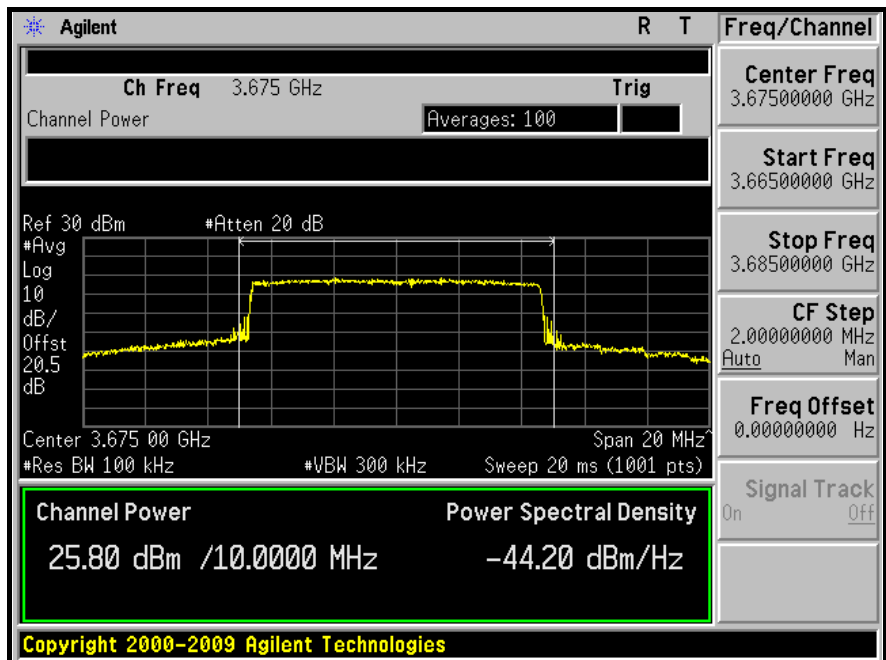 Agilent R T
Ch Freq 3.675 GHz Trig
Channel Power Averages: 100
Ref 30 dBm #Atten 20 dB
#Avg
Log
10
dB/
Offst
20.5
dB
Center 3.675 00 GHz Span 20 MHz^
#Res BW 100 kHz #VBW 300 kHz Sweep 20 ms (1001 pts)
Channel Power Power Spectral Density
25.80 dBm /10.0000 MHz -44.20 dBm/Hz
Copyright 2000-2009 Agilent Technologies
Freq/Channel
Center Freq
3.67500000 GHz
Start Freq
3.66500000 GHz
Stop Freq
3.68500000 GHz
CF Step
2.00000000 MHz
Auto Man
Freq Offset
0.00000000 Hz
Signal Track
On Off